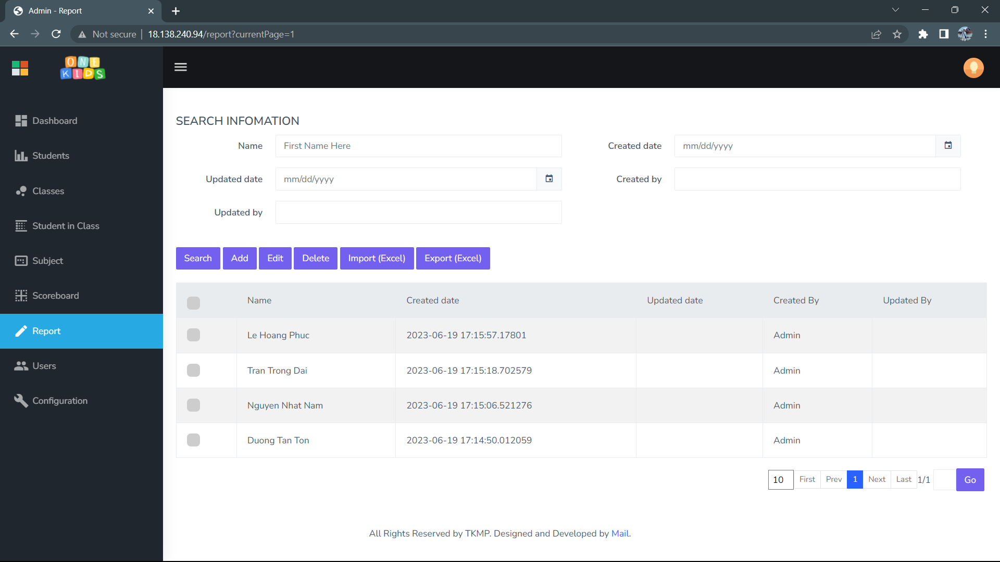 Admin - Report
Not secure | 18.138.240.94/report?currentPage=1
ONE
KIDS
Dashboard
Students
Classes
Student in Class
Subject
Scoreboard
Report
Users
Configuration
SEARCH INFOMATION
Name First Name Here Created date mm/dd/yyyy
Updated date mm/dd/yyyy Created by
Updated by
Search Add Edit Delete Import (Excel) Export (Excel)
Name Created date Updated date Created By Updated By
Le Hoang Phuc 2023-06-19 17:15:57.17801 Admin
Tran Trong Dai 2023-06-19 17:15:18.702579 Admin
Nguyen Nhat Nam 2023-06-19 17:15:06.521276 Admin
Duong Tan Ton 2023-06-19 17:14:50.012059 Admin
10 First Prev 1 Next Last 1/1 Go
All Rights Reserved by TKMP. Designed and Developed by Mail.